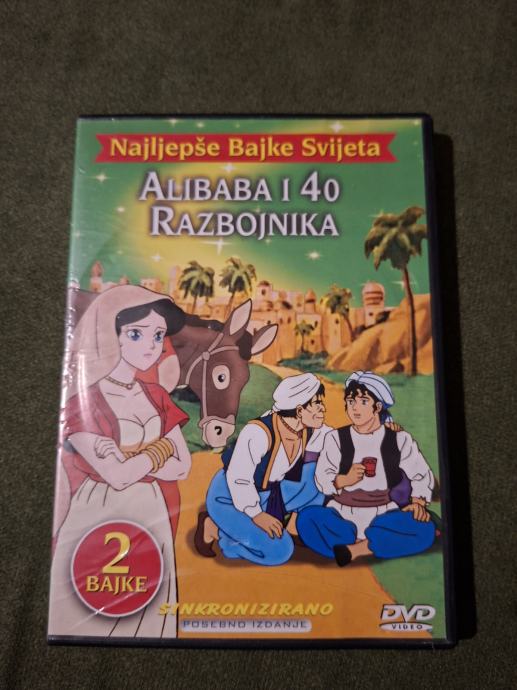 Najljepše Bajke Svijeta
ALIBABA I 40
RAZBOJNIKA
2
BAJKE
SINKRONIZIRANO
POSEBNO IZDANJE
DVD
VIDEO